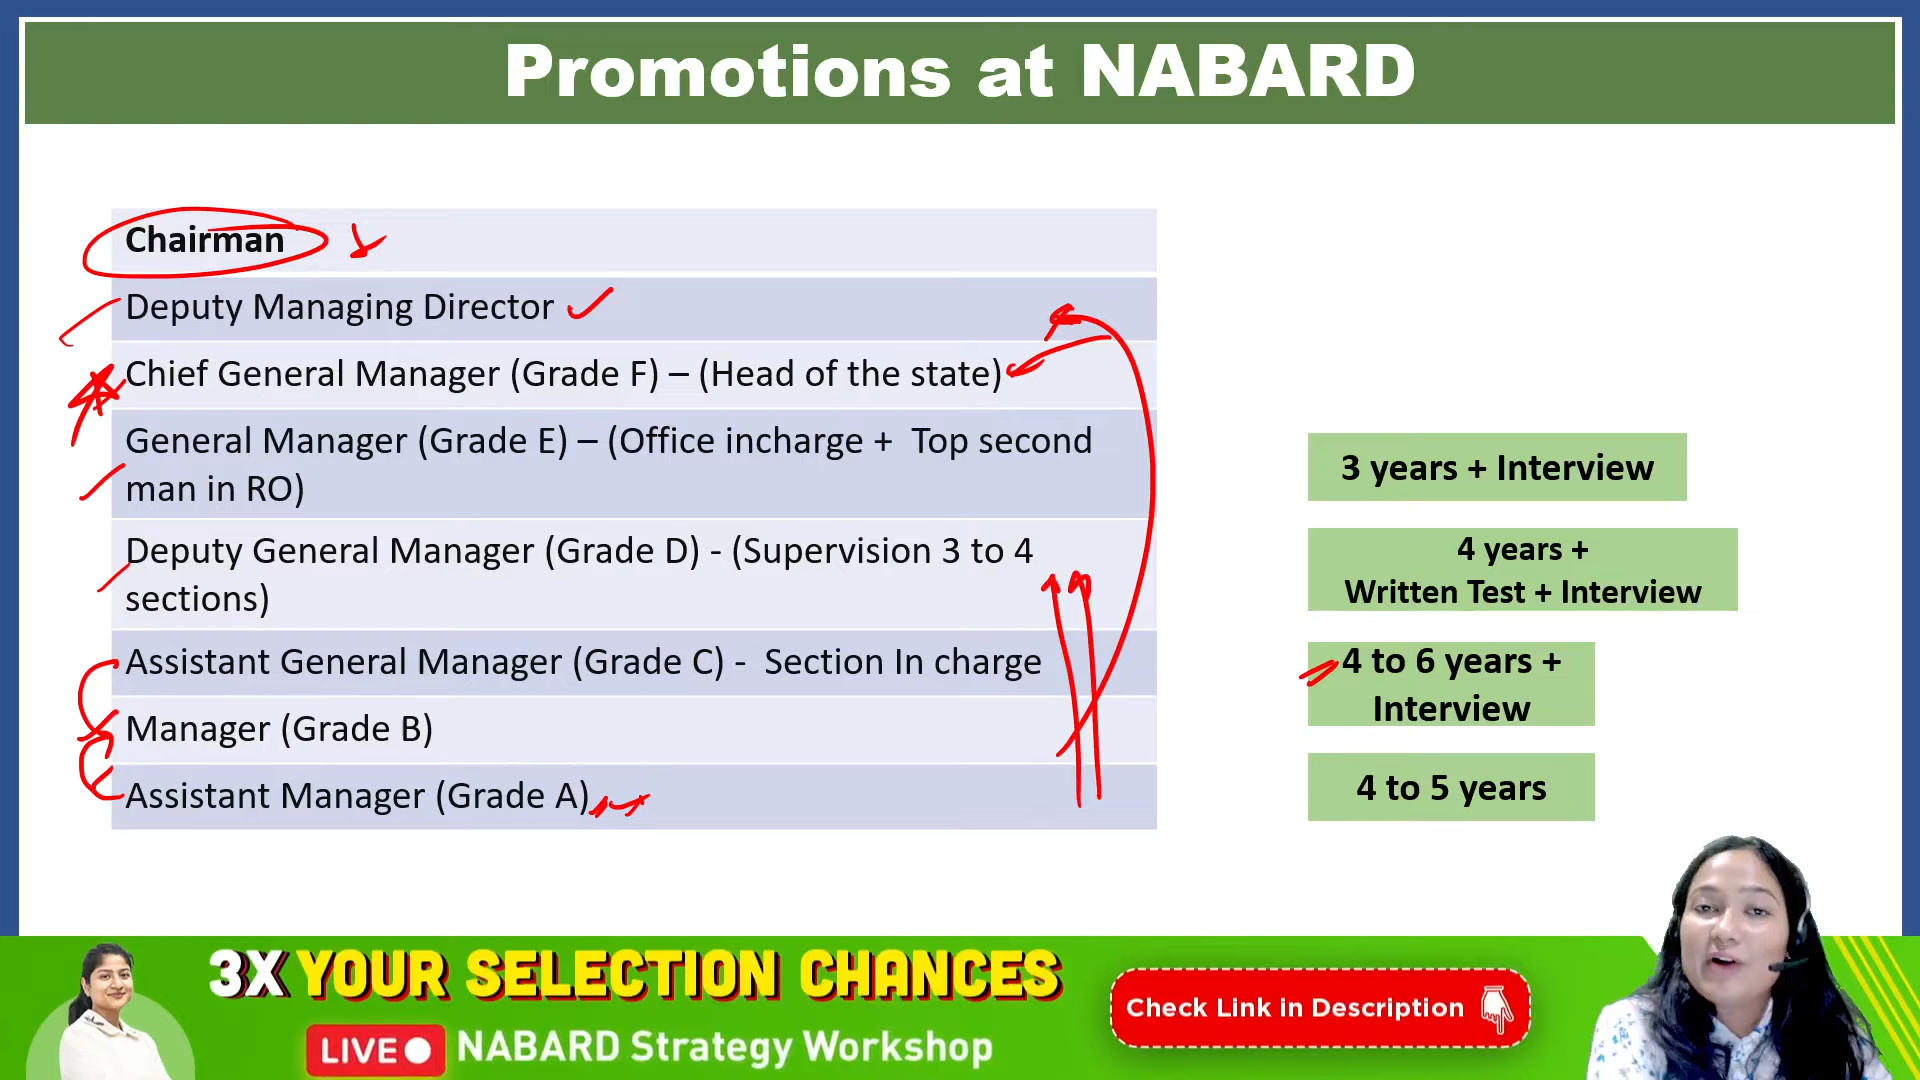 Promotions at NABARD
Chairman
Deputy Managing Director
Chief General Manager (Grade F) – (Head of the state)
General Manager (Grade E) – (Office incharge +  Top second
man in RO)
Deputy General Manager (Grade D) - (Supervision 3 to 4
sections)
Assistant General Manager (Grade C) -  Section In charge
Manager (Grade B)
Assistant Manager (Grade A)
3 years + Interview
4 years +
Written Test + Interview
4 to 6 years +
Interview
4 to 5 years
3X YOUR SELECTION CHANCES
LIVE NABARD Strategy Workshop
Check Link in Description